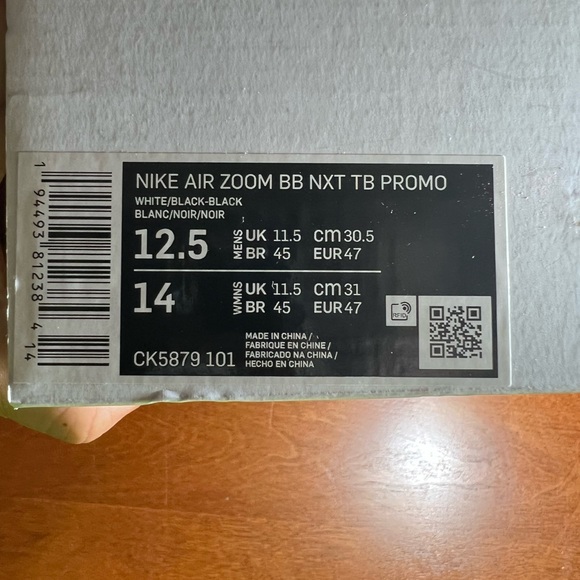 NIKE AIR ZOOM BB NXT TB PROMO
WHITE/BLACK-BLACK
BLANC/NOIR/NOIR
12.5 MENS UK 11.5 CM 30.5
BR 45 EUR 47
14 WMNS UK 11.5 CM 31
BR 45 EUR 47
CK5879 101
MADE IN CHINA /
FABRIQUE EN CHINE /
FABRICADO NA CHINA /
HECHO EN CHINA
RFID
1 94493 81238 4 14